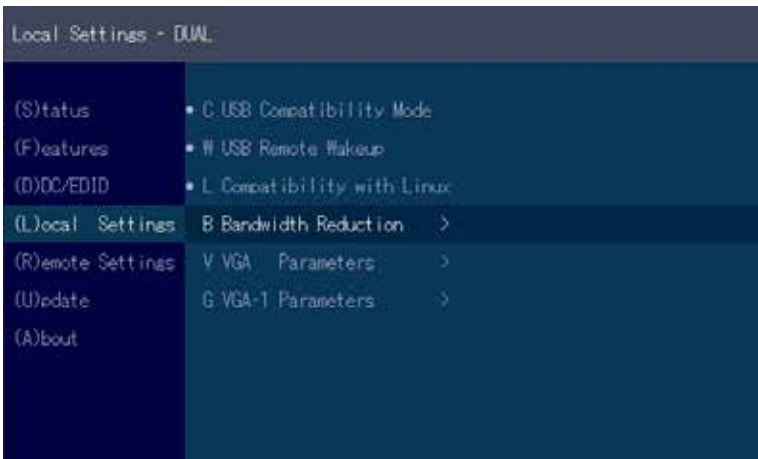 Local Settings - DUAL
(S)tatus
• C USB Compatibility Mode
(F)eatures
• W USB Remote Wakeup
(D)DC/EDID
• L Compatibility with Linux
(L)ocal Settings
B Bandwidth Reduction >
(R)emote Settings
V VGA Parameters >
(U)pdate
G VGA-1 Parameters >
(A)bout